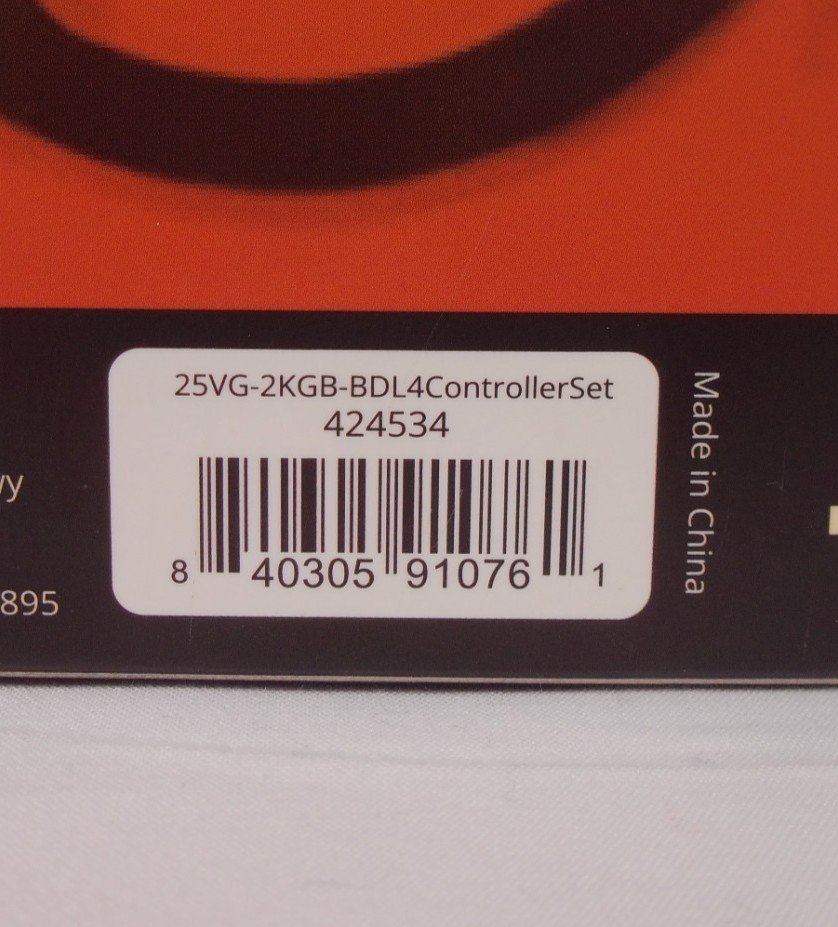 25VG-2KGB-BDL4ControllerSet
424534
8 40305 91076 1
Made in China
895